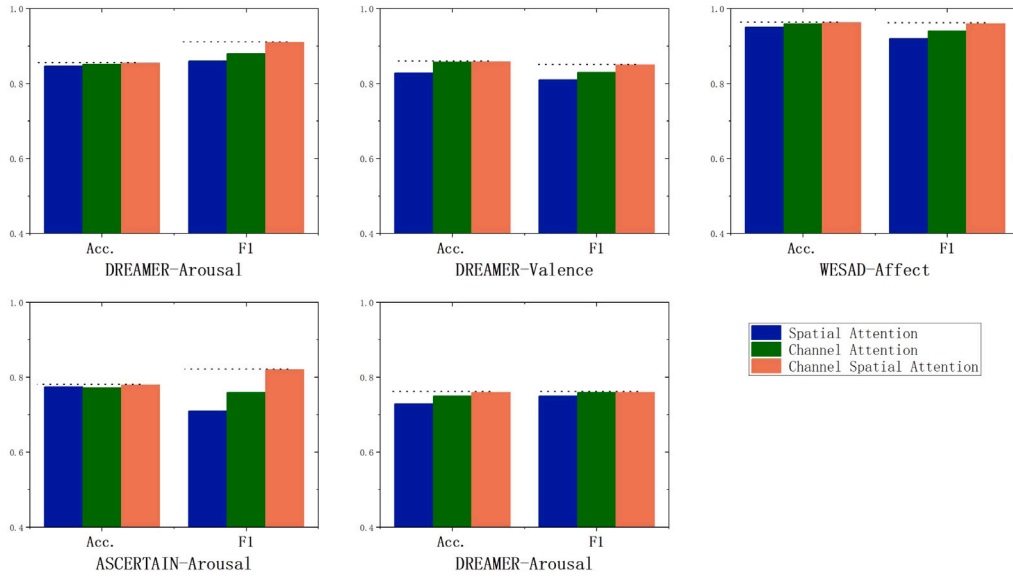 1.0
0.8
0.6
0.4
Acc. F1
DREAMER-Arousal
1.0
0.8
0.6
0.4
Acc. F1
DREAMER-Valence
1.0
0.8
0.6
0.4
Acc. F1
WESAD-Affect
1.0
0.8
0.6
0.4
Acc. F1
ASCERTAIN-Arousal
1.0
0.8
0.6
0.4
Acc. F1
DREAMER-Arousal
Spatial Attention
Channel Attention
Channel Spatial Attention